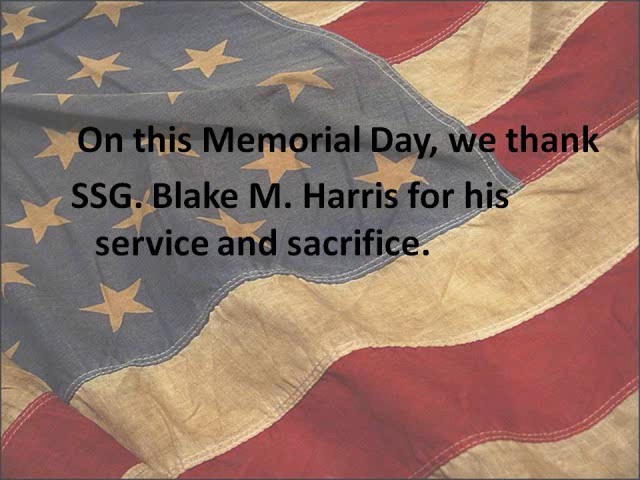 On this Memorial Day, we thank
SSG. Blake M. Harris for his
service and sacrifice.